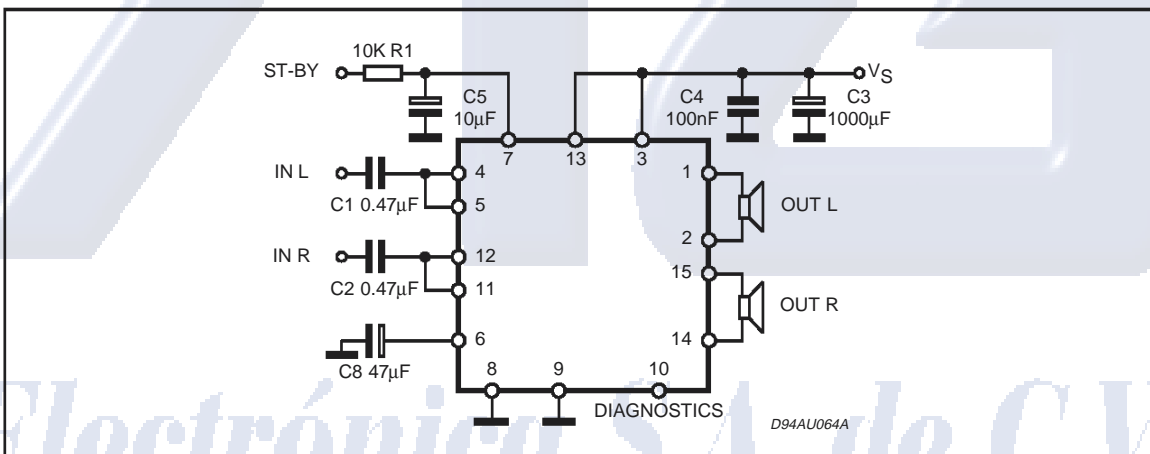 10K R1
ST-BY
C5
10µF
C4
100nF
VS
C3
1000µF
7
13
3
IN L
C1 0.47µF
4
5
1
OUT L
2
IN R
C2 0.47µF
12
11
15
OUT R
14
6
C8 47µF
8
9
10
DIAGNOSTICS
D94AU064A
Electrónica SA de CV